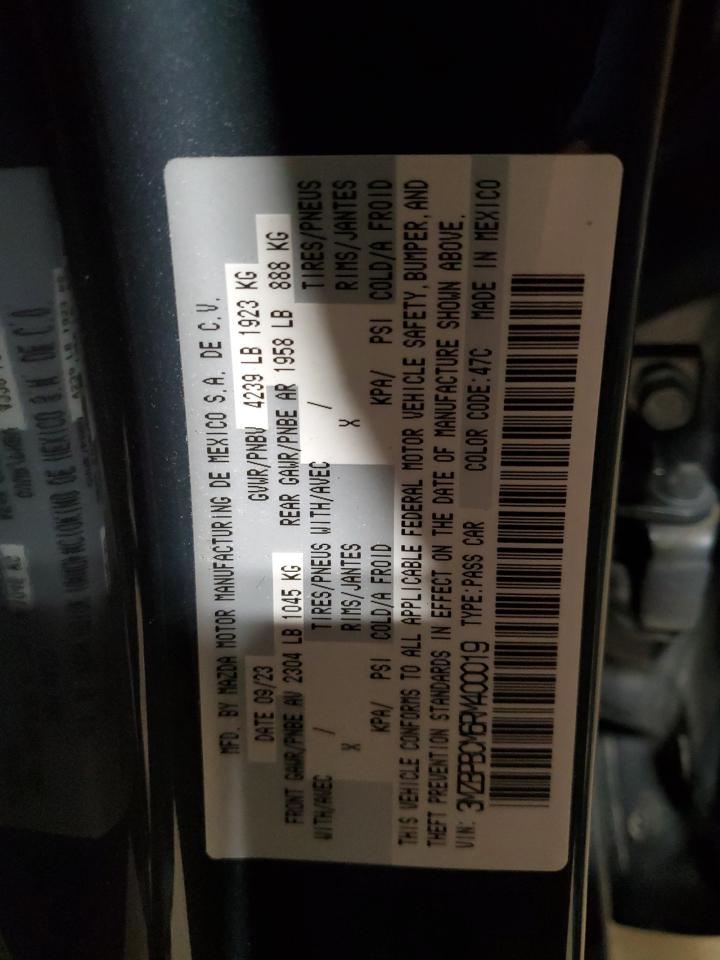 MFD. BY MAZDA MOTOR MANUFACTURING DE MEXICO S.A. DE C.V.
DATE 09/23 GVWR/PNBV 4239 LB 1923 KG
FRONT GAWR/PNBE AV 2304 LB 1045 KG REAR GAWR/PNBE AR 1958 LB 888 KG
WITH/AVEC / TIRES/PNEUS WITH/AVEC / TIRES/PNEUS
X RIMS/JANTES X RIMS/JANTES
KPA/ PSI COLD/A FROID KPA/ PSI COLD/A FROID
THIS VEHICLE CONFORMS TO ALL APPLICABLE FEDERAL MOTOR VEHICLE SAFETY, BUMPER, AND
THEFT PREVENTION STANDARDS IN EFFECT ON THE DATE OF MANUFACTURE SHOWN ABOVE.
VIN: 3MZBPBCM6RM400019 TYPE:PASS CAR COLOR CODE:47C MADE IN MEXICO